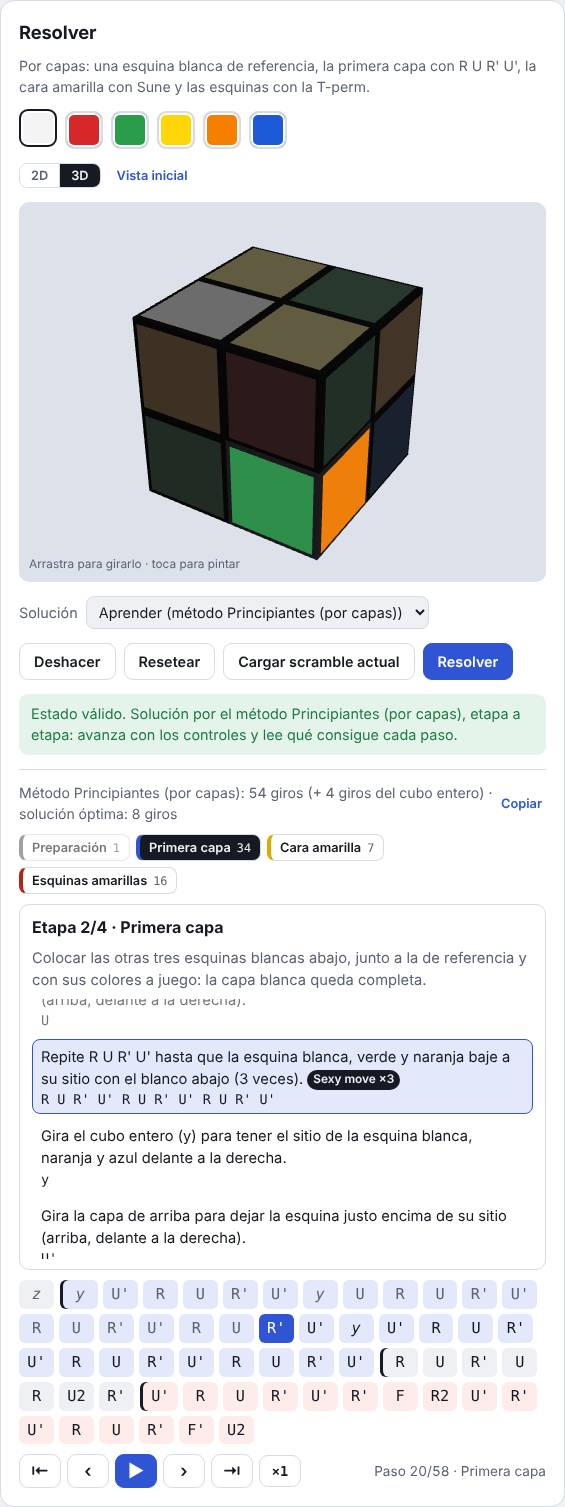 Resolver
Por capas: una esquina blanca de referencia, la primera capa con R U R' U', la
cara amarilla con Sune y las esquinas con la T-perm.
2D 3D Vista inicial
Arrastra para girarlo · toca para pintar
Solución Aprender (método Principiantes (por capas))
Deshacer Resetear Cargar scramble actual Resolver
Estado válido. Solución por el método Principiantes (por capas), etapa a
etapa: avanza con los controles y lee qué consigue cada paso.
Método Principiantes (por capas): 54 giros (+ 4 giros del cubo entero) ·
solución óptima: 8 giros
Copiar
Preparación 1 Primera capa 34 Cara amarilla 7
Esquinas amarillas 16
Etapa 2/4 · Primera capa
Colocar las otras tres esquinas blancas abajo, junto a la de referencia y
con sus colores a juego: la capa blanca queda completa.
(arriba, delante a la derecha).
U
Repite R U R' U' hasta que la esquina blanca, verde y naranja baje a
su sitio con el blanco abajo (3 veces). Sexy move ×3
R U R' U' R U R' U' R U R' U'
Gira el cubo entero (y) para tener el sitio de la esquina blanca,
naranja y azul delante a la derecha.
y
Gira la capa de arriba para dejar la esquina justo encima de su sitio
(arriba, delante a la derecha).
U'
z y U' R U R' U' y U R U R' U'
R U R' U' R U R' U' y U' R U R'
U' R U R' U' R U R' U' R U R' U
R U2 R' U' R U R' U' R' F R2 U' R'
U' R U R' F' U2
×1 Paso 20/58 · Primera capa